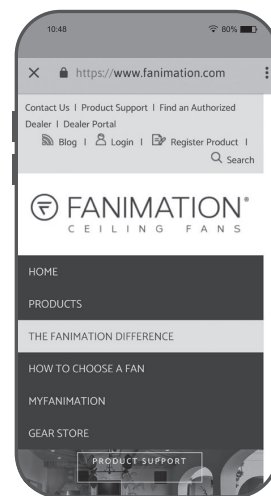 10:48
80%
https://www.fanimation.com
Contact Us | Product Support | Find an Authorized
Dealer | Dealer Portal
Blog | Login | Register Product |
Search
FANIMATION®
CEILING FANS
HOME
PRODUCTS
THE FANIMATION DIFFERENCE
HOW TO CHOOSE A FAN
MYFANIMATION
GEAR STORE
PRODUCT SUPPORT